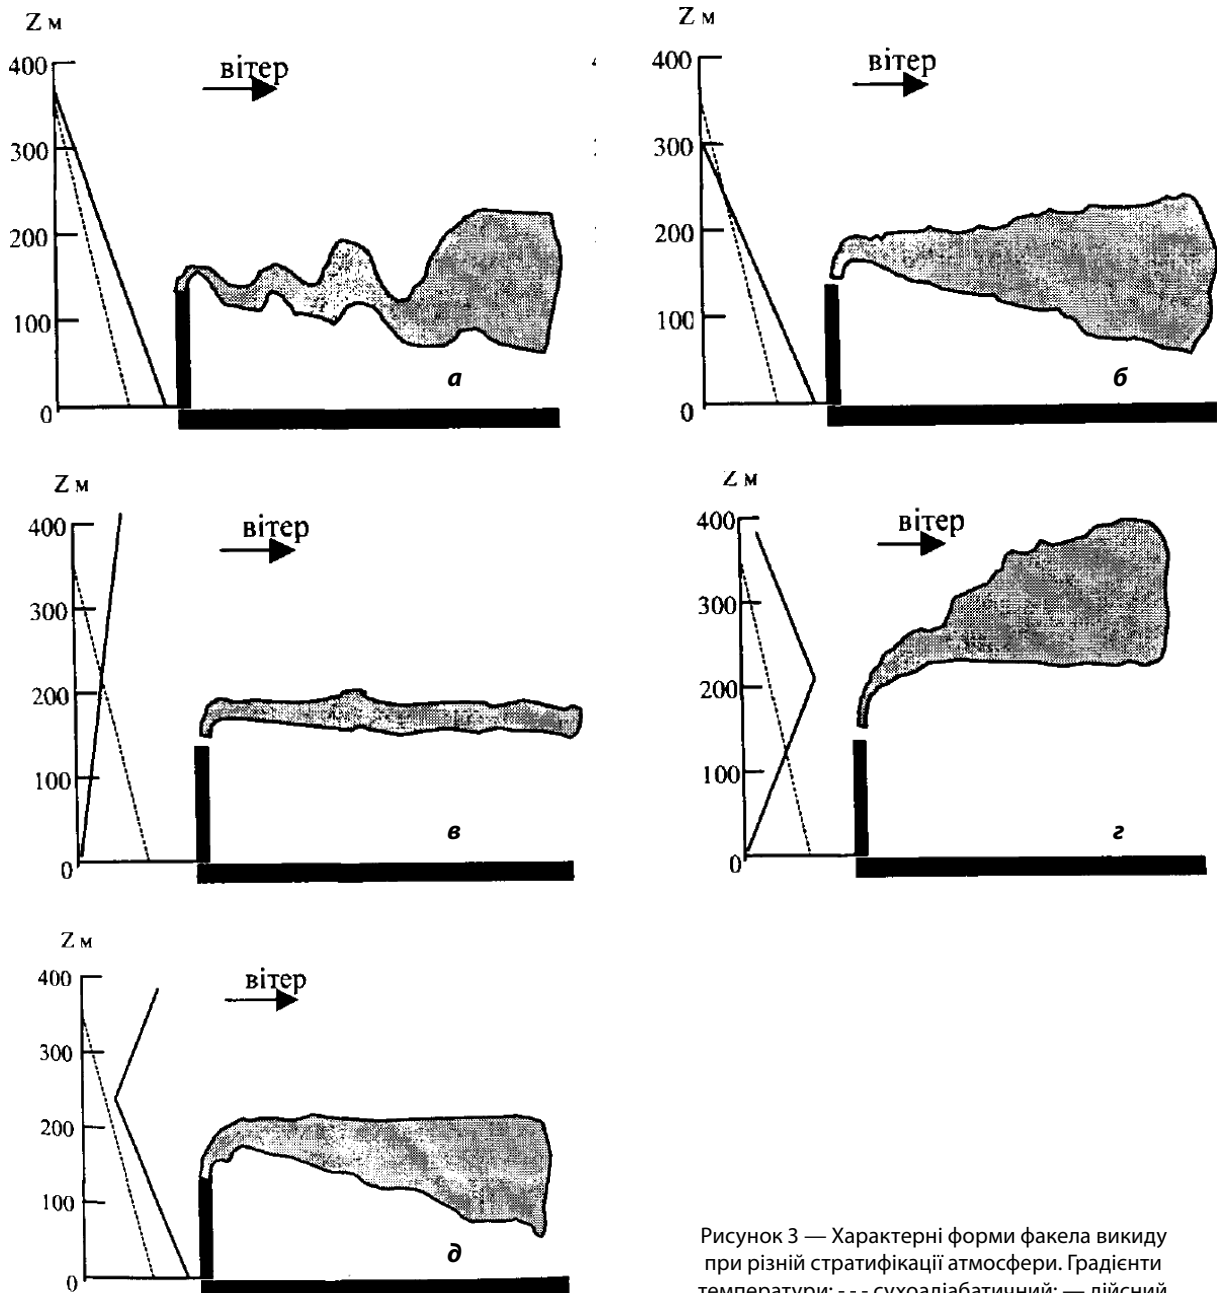 Z м
400
300
200
100
0
вітер
а
Z м
400
300
200
100
0
вітер
б
Z м
400
300
200
100
0
вітер
в
Z м
400
300
200
100
0
вітер
г
Z м
400
300
200
100
0
вітер
д
Рисунок 3 — Характерні форми факела викиду
при різній стратифікації атмосфери. Градієнти
температури: - - - сухоадіабатичний; — дійсний